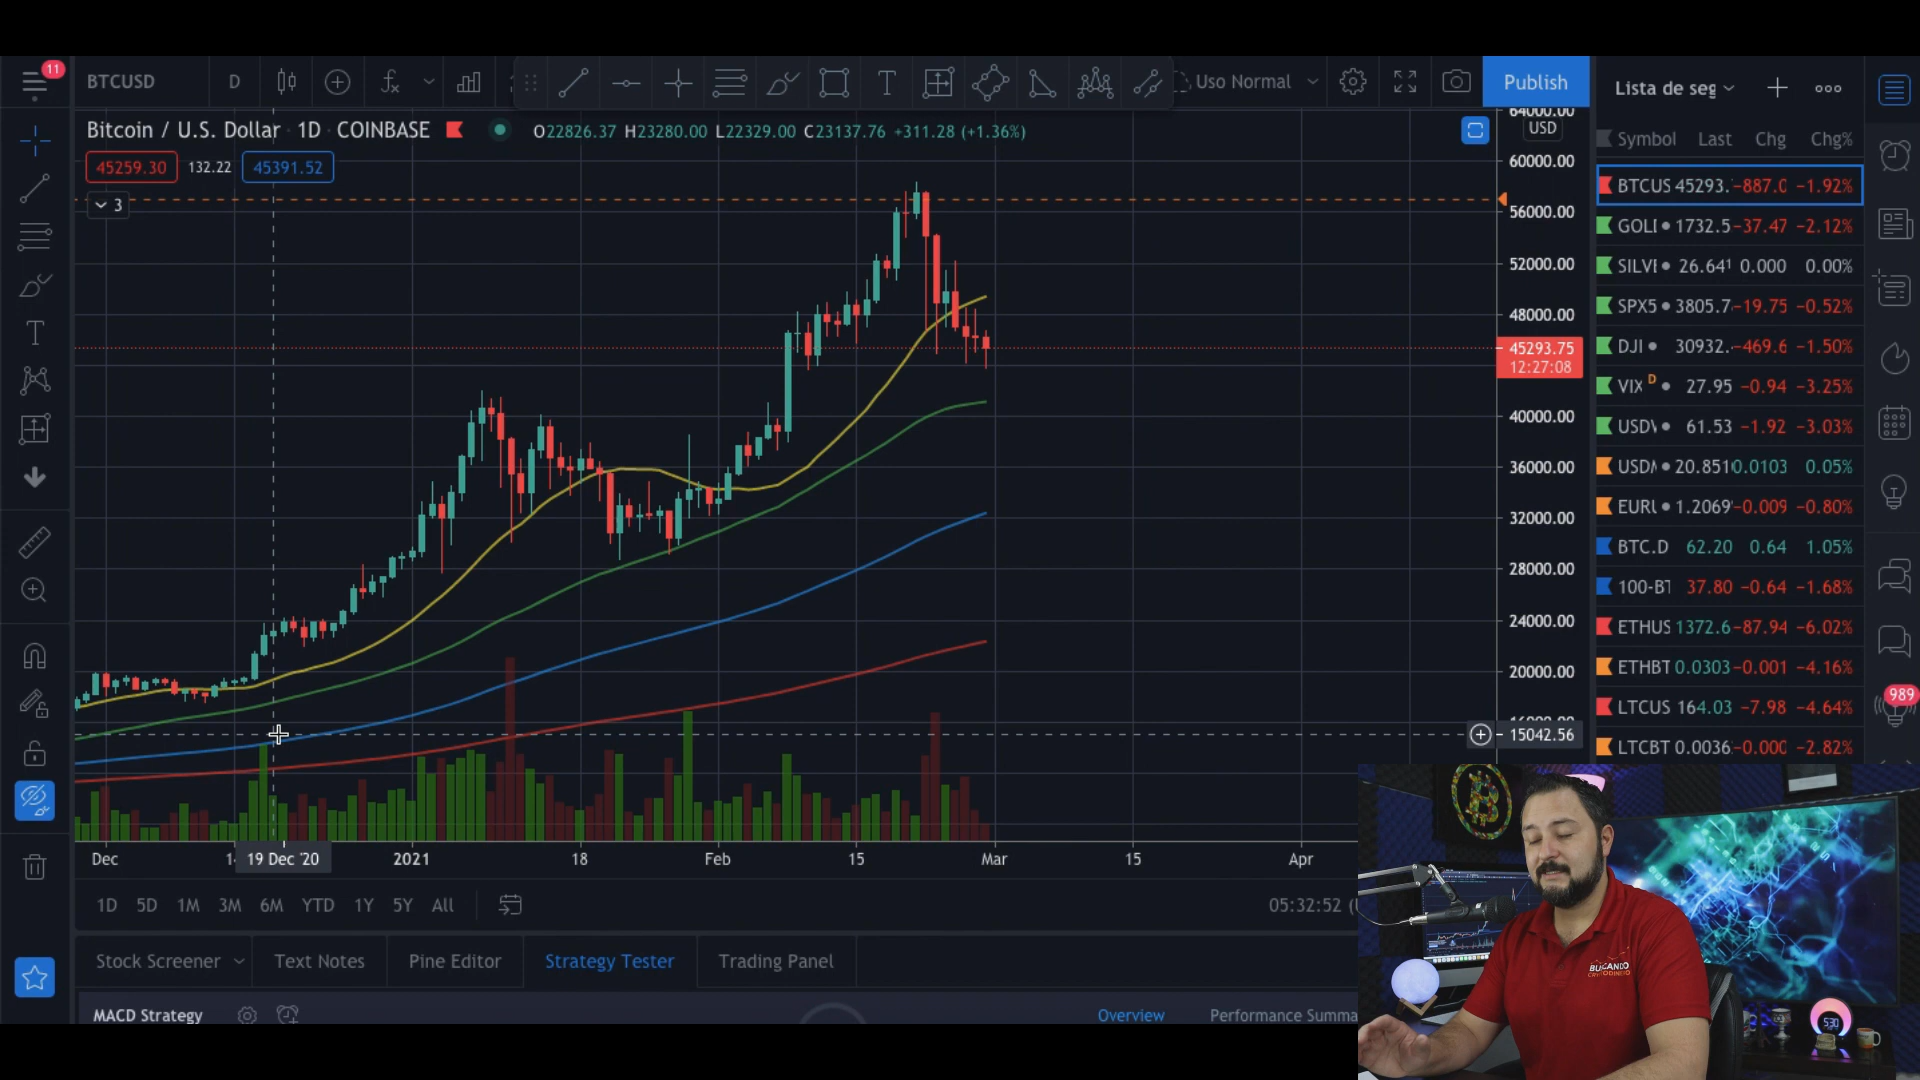 11
BTCUSD D Uso Normal Publish
Bitcoin / U.S. Dollar · 1D · COINBASE O22826.37 H23280.00 L22329.00 C23137.76 +311.28 (+1.36%)
45259.30 132.22 45391.52
3
64000.00
USD
60000.00
56000.00
52000.00
48000.00
45293.75
12:27:08
40000.00
36000.00
32000.00
28000.00
24000.00
20000.00
15042.56
Dec 19 Dec '20 2021 18 Feb 15 Mar 15 Apr
1D 5D 1M 3M 6M YTD 1Y 5Y All 05:32:52
Stock Screener Text Notes Pine Editor Strategy Tester Trading Panel
MACD Strategy Overview Performance Summa
Lista de seg
Symbol Last Chg Chg%
BTCUS 45293. −887.0 −1.92%
GOLI 1732.5 −37.47 −2.12%
SILVE 26.641 0.000 0.00%
SPX5 3805.7 −19.75 −0.52%
DJI 30932. −469.6 −1.50%
VIX D 27.95 −0.94 −3.25%
USDV 61.53 −1.92 −3.03%
USDM 20.851 0.0103 0.05%
EURU 1.2069 −0.009 −0.80%
BTC.D 62.20 0.64 1.05%
100-BT 37.80 −0.64 −1.68%
ETHUS 1372.6 −87.94 −6.02%
ETHBT 0.0303 −0.001 −4.16%
LTCUS 164.03 −7.98 −4.64%
LTCBT 0.0036 −0.000 −2.82%
989
BUCANDO
5:30